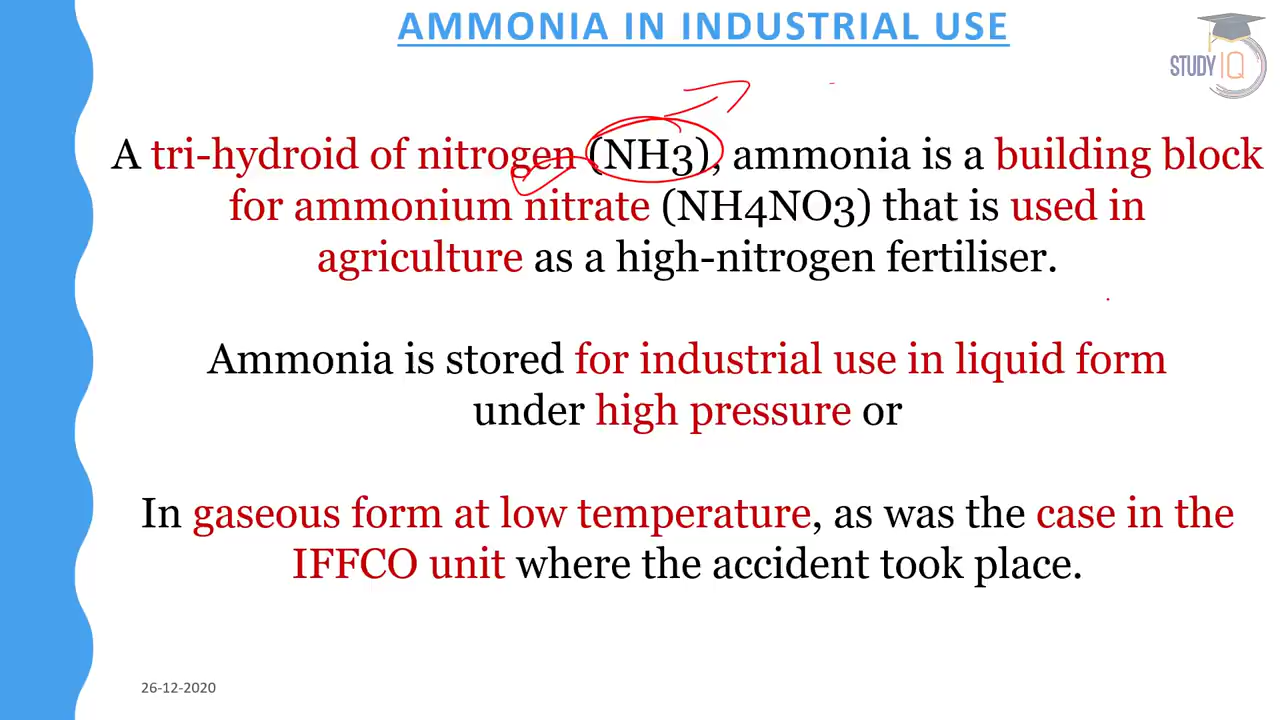 AMMONIA IN INDUSTRIAL USE
STUDY IQ
A tri-hydroid of nitrogen (NH3), ammonia is a building block
for ammonium nitrate (NH4NO3) that is used in
agriculture as a high-nitrogen fertiliser.
Ammonia is stored for industrial use in liquid form
under high pressure or
In gaseous form at low temperature, as was the case in the
IFFCO unit where the accident took place.
26-12-2020